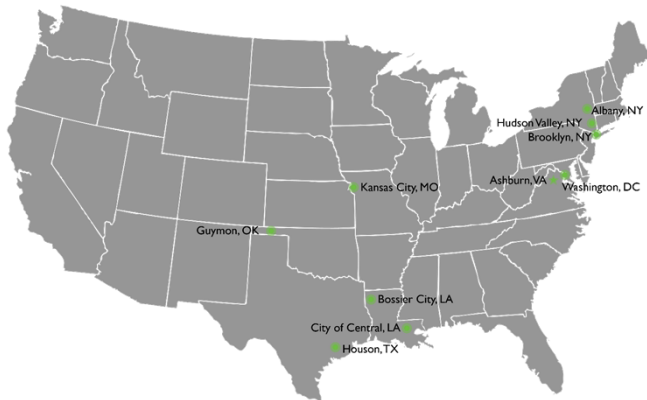 Albany, NY
Hudson Valley, NY
Brooklyn, NY
Ashburn, VA
Washington, DC
Kansas City, MO
Guymon, OK
Bossier City, LA
City of Central, LA
Houson, TX